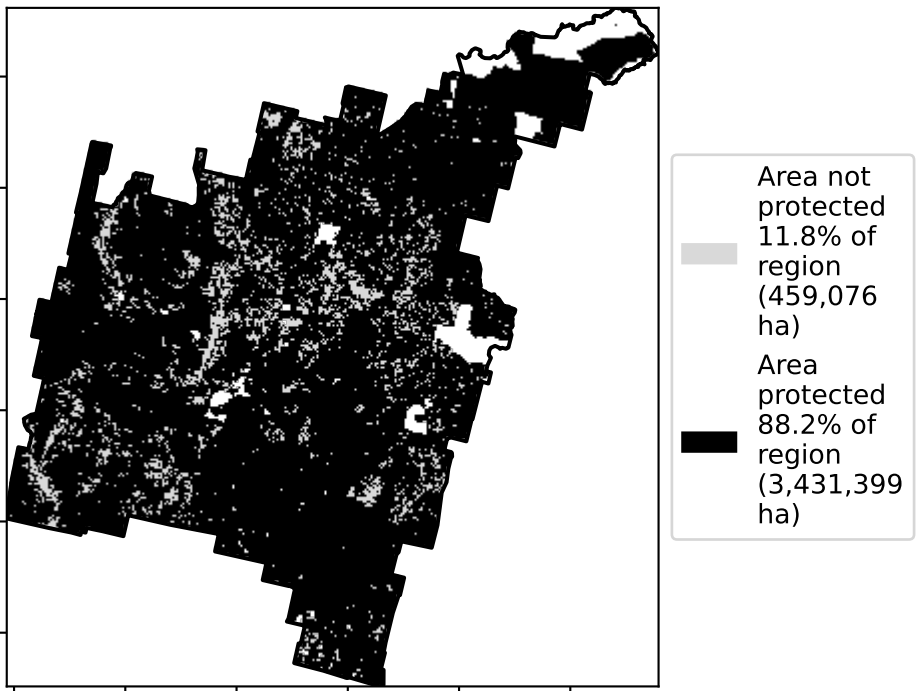 Area not
protected
11.8% of
region
(459,076
ha)
Area
protected
88.2% of
region
(3,431,399
ha)